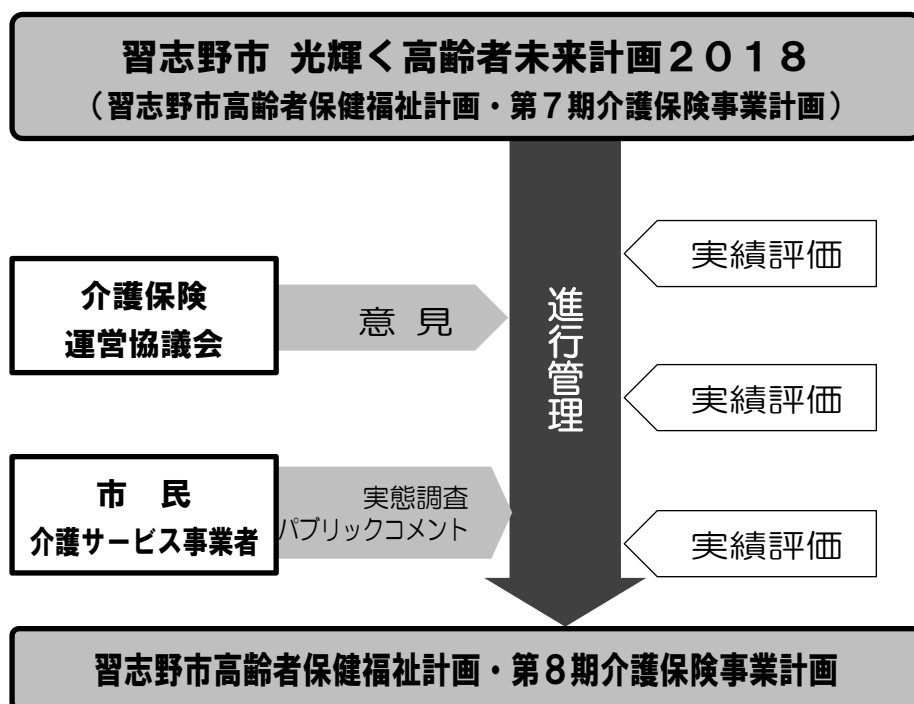 習志野市 光輝く高齢者未来計画２０１８
（習志野市高齢者保健福祉計画・第７期介護保険事業計画）
介護保険
運営協議会
意 見
進行管理
実績評価
実績評価
市 民
介護サービス事業者
実態調査
パブリックコメント
実績評価
習志野市高齢者保健福祉計画・第８期介護保険事業計画